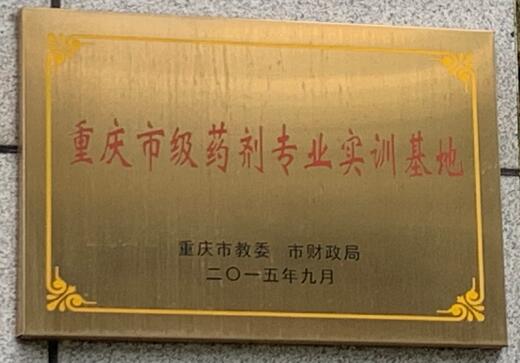 重庆市级药剂专业实训基地
重庆市教委 市财政局
二〇一五年九月